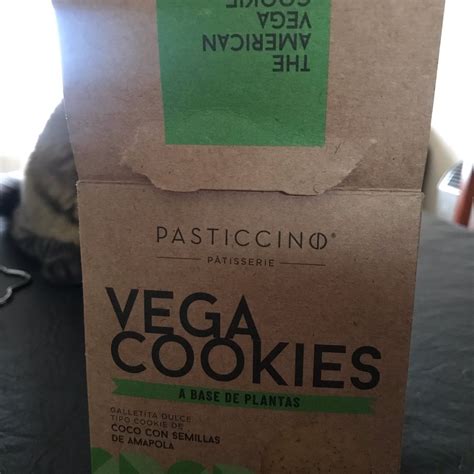 THE
AMERICAN
VEGA
COOKIE
PASTICCINO®
PÂTISSERIE
VEGA
COOKIES
A BASE DE PLANTAS
GALLETITA DULCE
TIPO COOKIE DE
COCO CON SEMILLAS
DE AMAPOLA